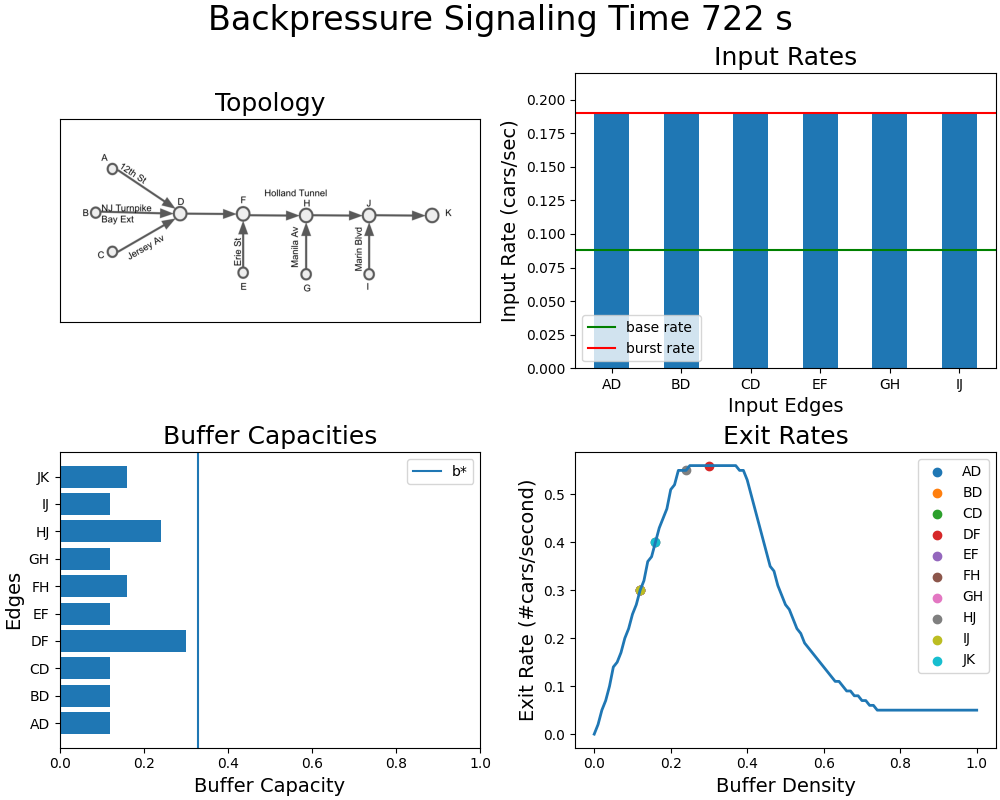 Backpressure Signaling Time 722 s
Topology
A
12th St
B
NJ Turnpike
Bay Ext
C
Jersey Av
D
F
Holland Tunnel
H
J
K
Erie St
Manila Av
Marin Blvd
E
G
I
Input Rates
Input Rate (cars/sec)
0.200
0.175
0.150
0.125
0.100
0.075
0.050
0.025
0.000
base rate
burst rate
AD BD CD EF GH IJ
Input Edges
Buffer Capacities
Edges
JK
IJ
HJ
GH
FH
EF
DF
CD
BD
AD
b*
0.0 0.2 0.4 0.6 0.8 1.0
Buffer Capacity
Exit Rates
Exit Rate (#cars/second)
0.5
0.4
0.3
0.2
0.1
0.0
AD
BD
CD
DF
EF
FH
GH
HJ
IJ
JK
0.0 0.2 0.4 0.6 0.8 1.0
Buffer Density